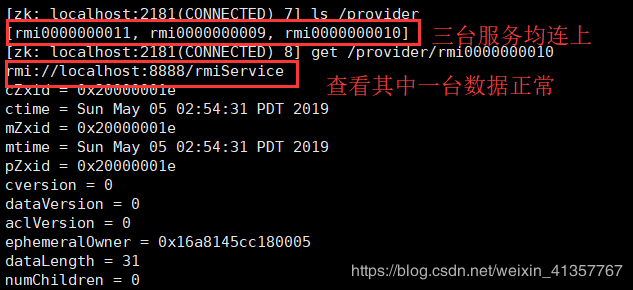 [zk: localhost:2181(CONNECTED) 7] ls /provider
[rmi0000000011, rmi0000000009, rmi0000000010] 三台服务均连上
[zk: localhost:2181(CONNECTED) 8] get /provider/rmi0000000010
rmi://localhost:8888/rmiService 查看其中一台数据正常
cZxid = 0x20000001e
ctime = Sun May 05 02:54:31 PDT 2019
mZxid = 0x20000001e
mtime = Sun May 05 02:54:31 PDT 2019
pZxid = 0x20000001e
cversion = 0
dataVersion = 0
aclVersion = 0
ephemeralOwner = 0x16a8145cc180005
dataLength = 31
numChildren = 0
https://blog.csdn.net/weixin_41357767